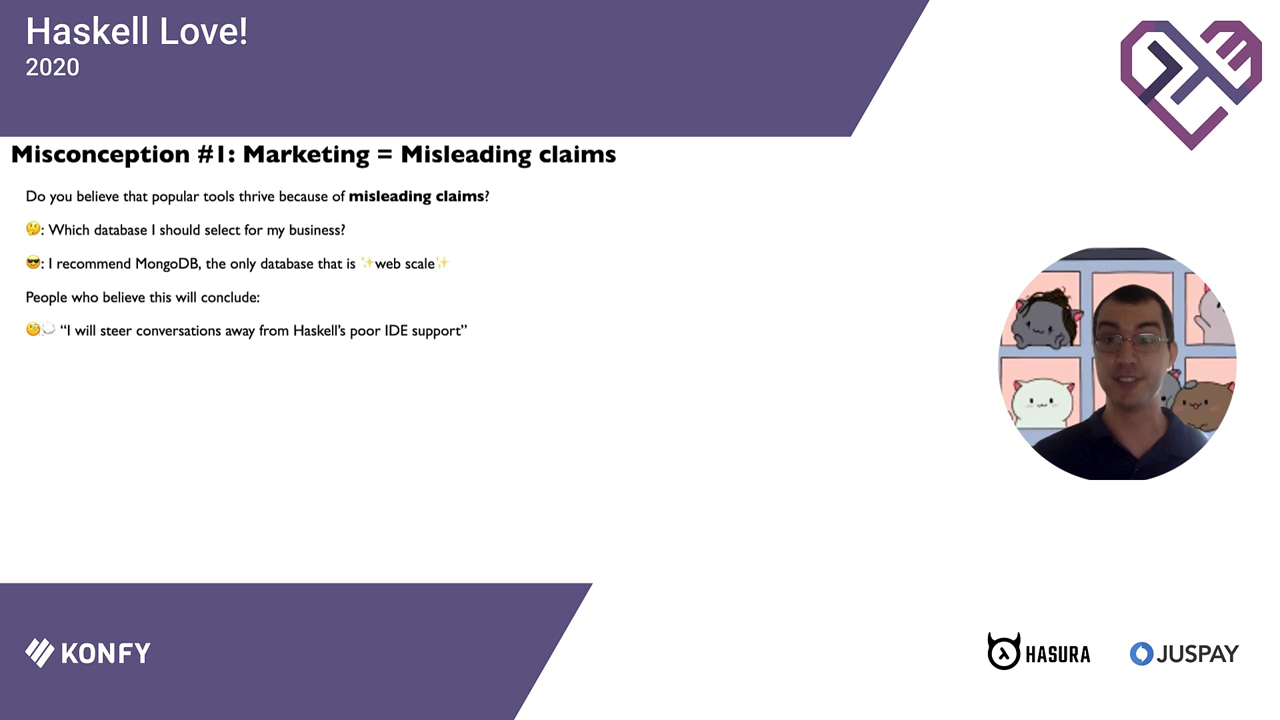 Haskell Love!
2020
Misconception #1: Marketing = Misleading claims
Do you believe that popular tools thrive because of misleading claims?
🤔: Which database I should select for my business?
😎: I recommend MongoDB, the only database that is ✨web scale✨
People who believe this will conclude:
🧐💭 “I will steer conversations away from Haskell’s poor IDE support”
KONFY
HASURA
JUSPAY